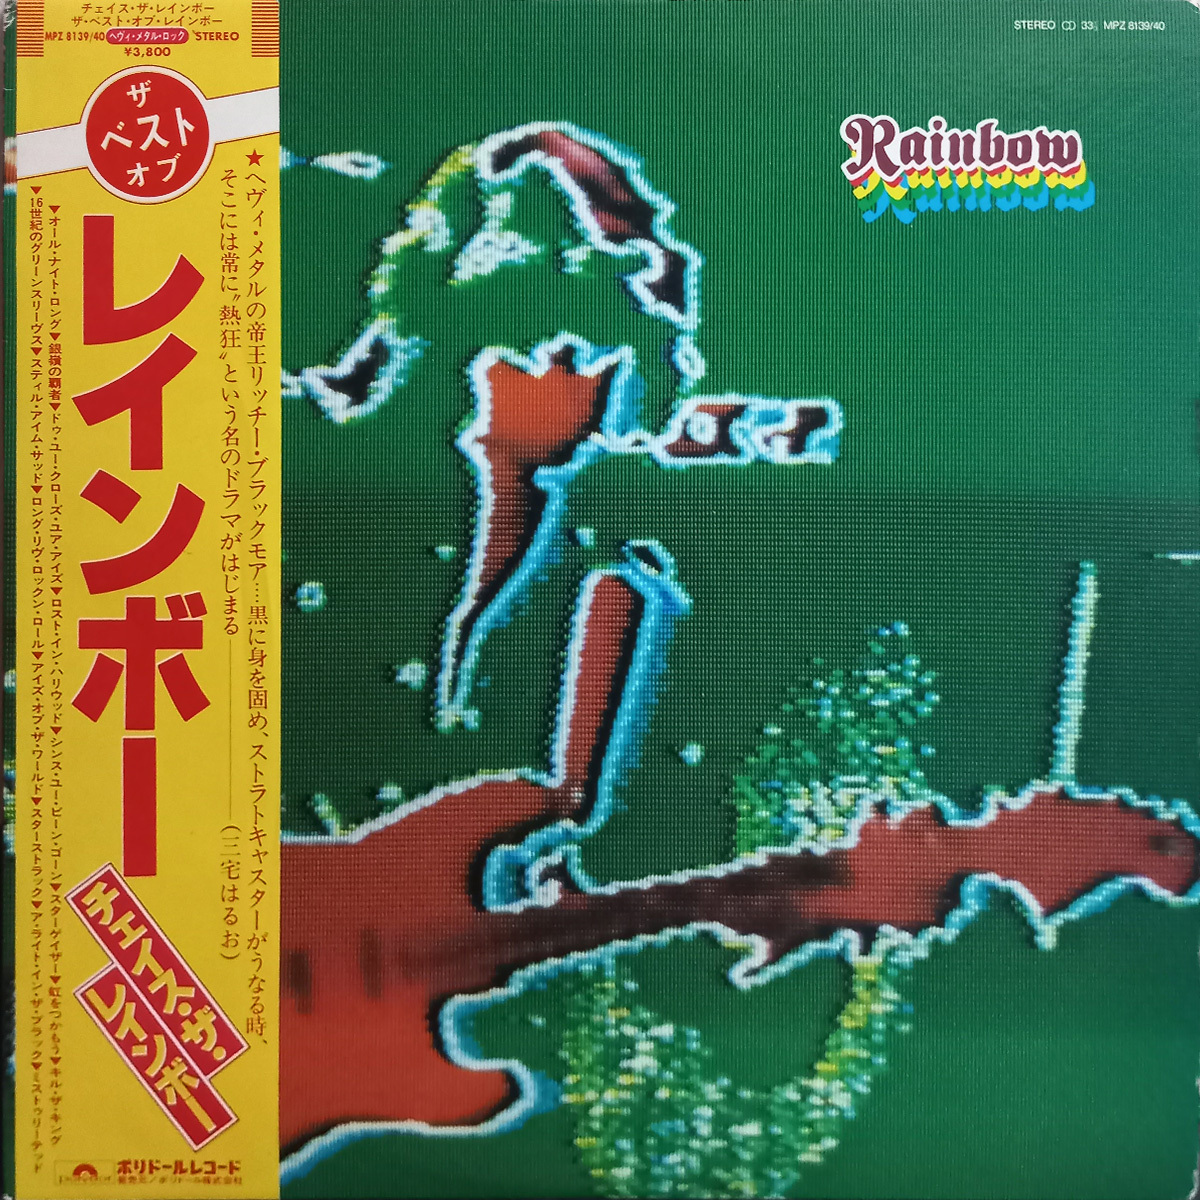 チェイス・ザ・レインボー
ザ・ベスト・オブ・レインボー
MPZ 8139/40 ヘヴィ・メタル・ロック STEREO
¥3,800
ザ
ベスト
オブ
レインボー
★ヘヴィ・メタルの帝王リッチー・ブラックモア…黒に身を固め、ストラトキャスターがうなる時、
そこには常に〝熱狂〟という名のドラマがはじまる——(三宅はるお)
▼オール・ナイト・ロング▼銀嶺の覇者▼ドゥ・ユー・クローズ・ユア・アイズ▼ロスト・イン・ハリウッド▼シンス・ユー・ビーン・ゴーン▼スターゲイザー▼虹をつかもう▼キル・ザ・キング
▼16世紀のグリーンスリーヴス▼スティル・アイム・サッド▼ロング・リヴ・ロックン・ロール▼アイズ・オブ・ザ・ワールド▼スターストラック▼ア・ライト・イン・ザ・ブラック▼ミストゥリーテッド
チェイス・ザ・
レインボー
ポリドールレコード
発売元/ポリドール株式会社
STEREO 33⅓ MPZ 8139/40
Rainbow
Rainbow
Rainbow